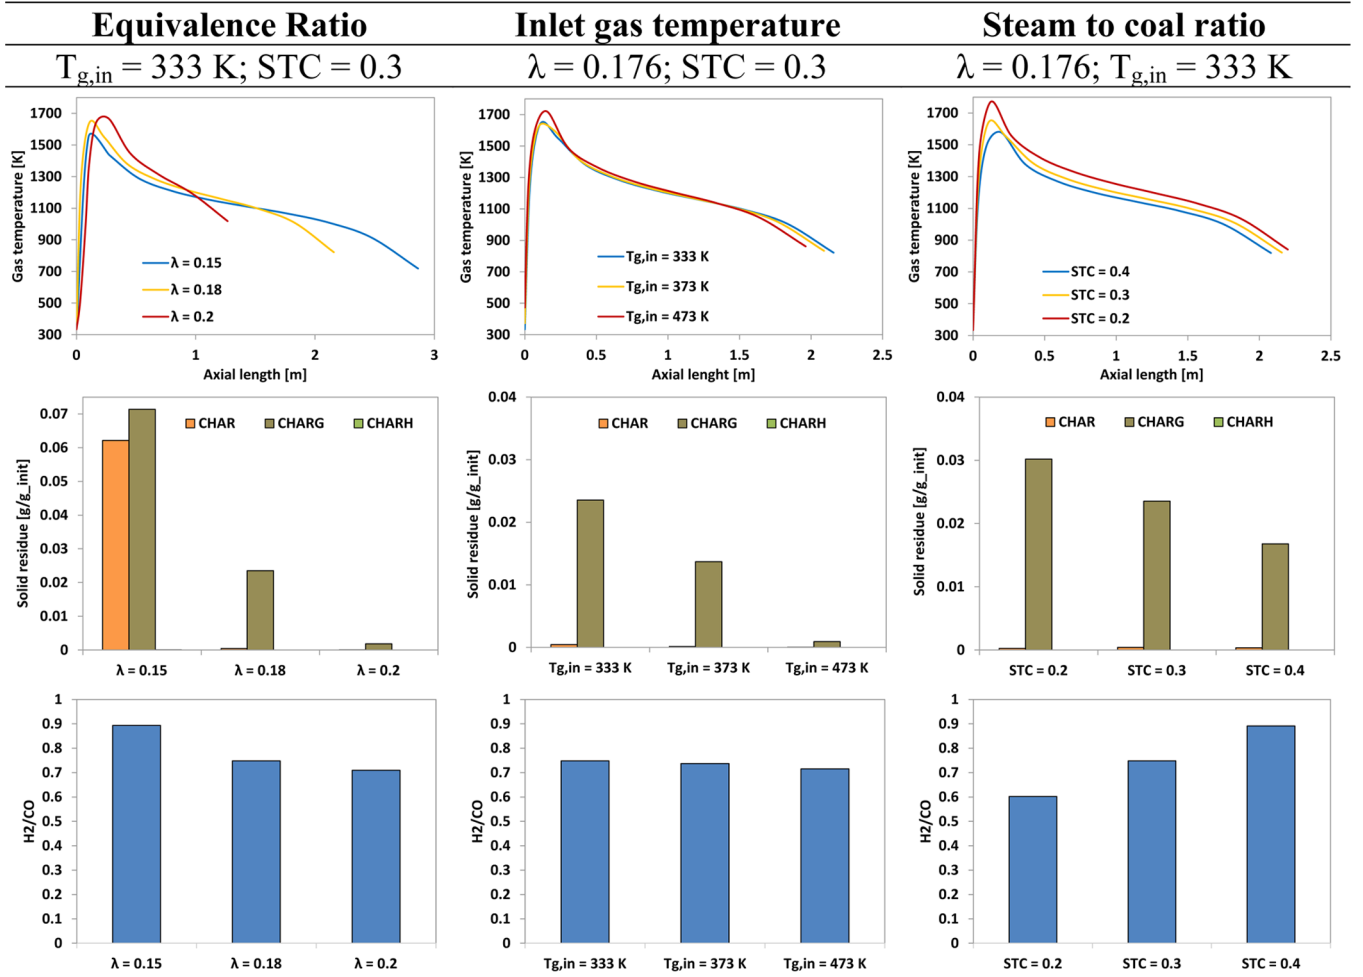 Equivalence Ratio Inlet gas temperature Steam to coal ratio
Tg,in = 333 K; STC = 0.3 λ = 0.176; STC = 0.3 λ = 0.176; Tg,in = 333 K
Gas temperature [K]
1700
1500
1300
1100
900
700
500
300
λ = 0.15
λ = 0.18
λ = 0.2
0 1 2 3
Axial length [m]
Gas temperature [K]
1700
1500
1300
1100
900
700
500
300
Tg,in = 333 K
Tg,in = 373 K
Tg,in = 473 K
0 0.5 1 1.5 2 2.5
Axial lenght [m]
Gas temperature [K]
1700
1500
1300
1100
900
700
500
300
STC = 0.4
STC = 0.3
STC = 0.2
0 0.5 1 1.5 2 2.5
Axial length [m]
Solid residue [g/g_init]
CHAR CHARG CHARH
0.07
0.06
0.05
0.04
0.03
0.02
0.01
0
λ = 0.15 λ = 0.18 λ = 0.2
Solid residue [g/g_init]
CHAR CHARG CHARH
0.04
0.03
0.02
0.01
0
Tg,in = 333 K Tg,in = 373 K Tg,in = 473 K
Solid residue [g/g_init]
CHAR CHARG CHARH
0.04
0.03
0.02
0.01
0
STC = 0.2 STC = 0.3 STC = 0.4
H2/CO
1
0.9
0.8
0.7
0.6
0.5
0.4
0.3
0.2
0.1
0
λ = 0.15 λ = 0.18 λ = 0.2
H2/CO
1
0.9
0.8
0.7
0.6
0.5
0.4
0.3
0.2
0.1
0
Tg,in = 333 K Tg,in = 373 K Tg,in = 473 K
H2/CO
1
0.9
0.8
0.7
0.6
0.5
0.4
0.3
0.2
0.1
0
STC = 0.2 STC = 0.3 STC = 0.4